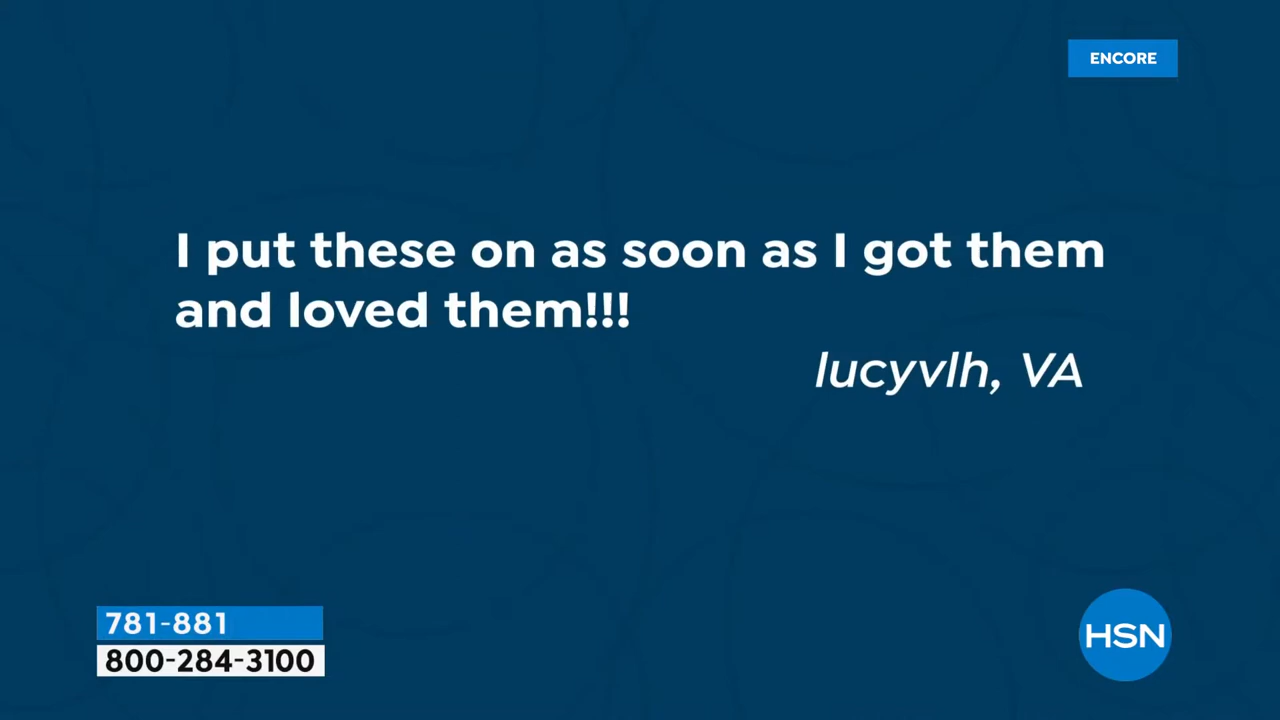 ENCORE
I put these on as soon as I got them
and loved them!!!
lucyvlh, VA
781-881
800-284-3100
HSN